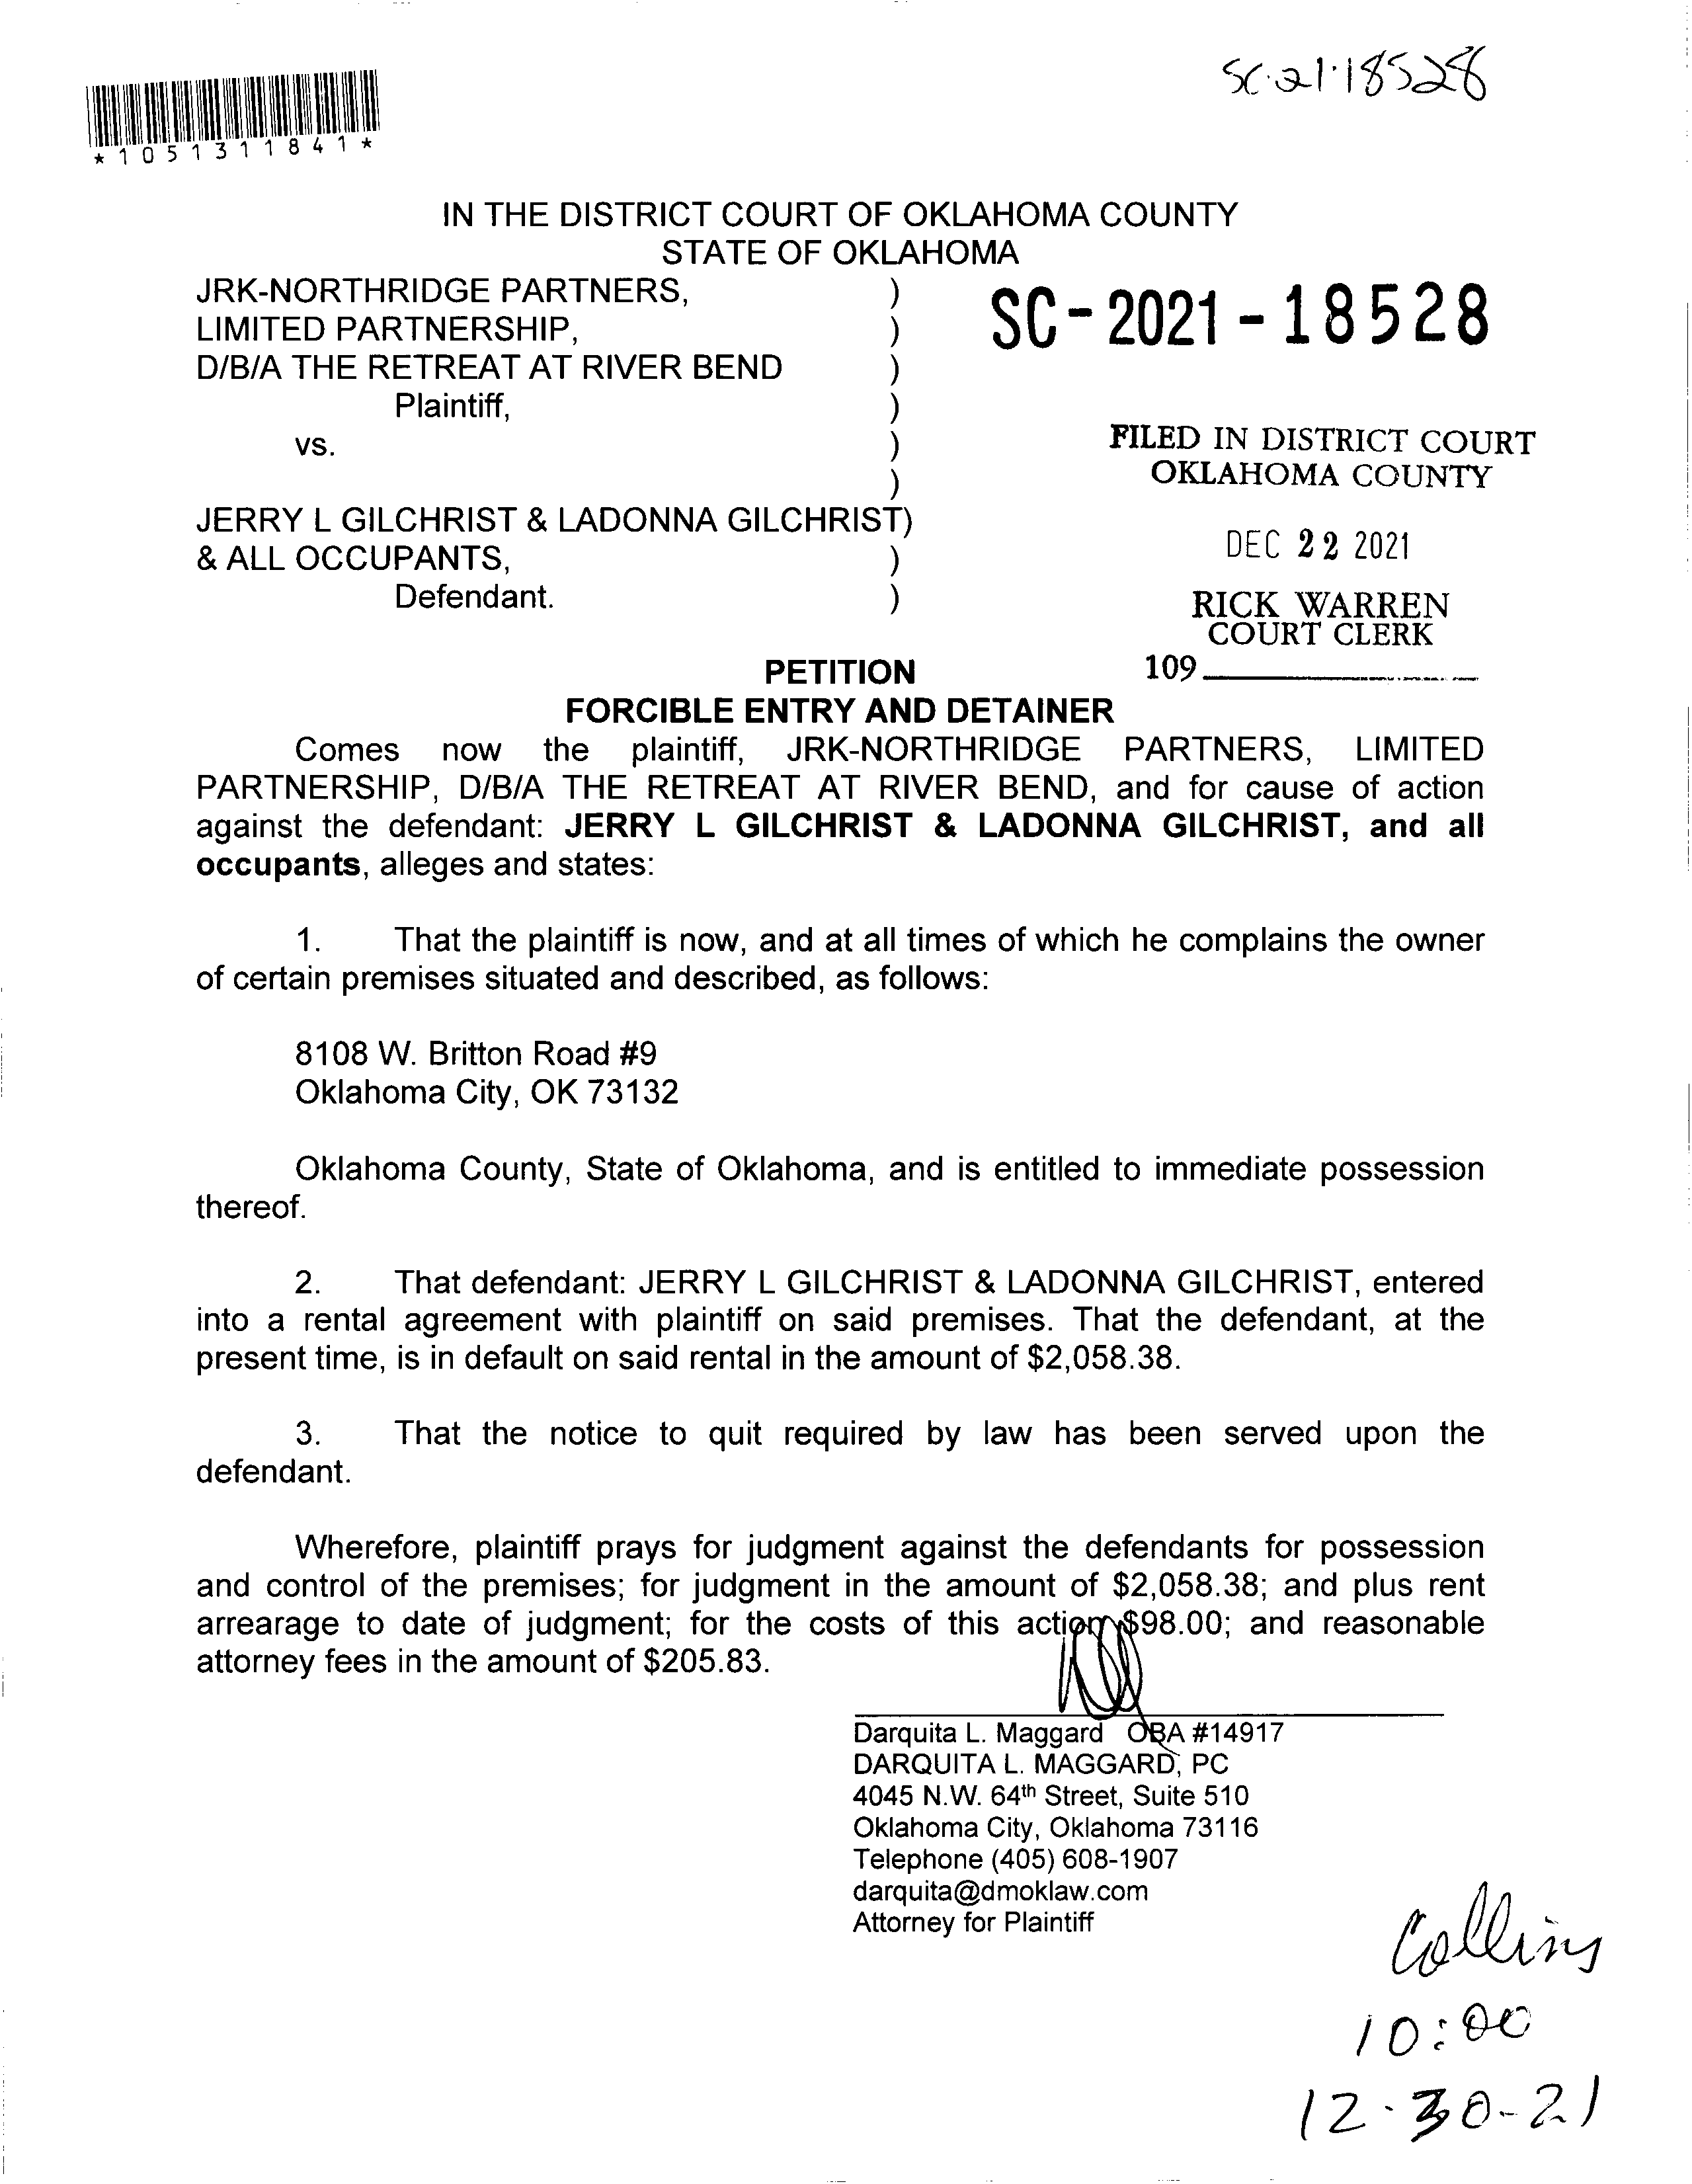 SC-21-18528
*1051311841*
IN THE DISTRICT COURT OF OKLAHOMA COUNTY
STATE OF OKLAHOMA
JRK-NORTHRIDGE PARTNERS, )
LIMITED PARTNERSHIP, )
D/B/A THE RETREAT AT RIVER BEND )
Plaintiff, )
vs. )
)
JERRY L GILCHRIST & LADONNA GILCHRIST)
& ALL OCCUPANTS, )
Defendant. )
SC-2021-18528
FILED IN DISTRICT COURT
OKLAHOMA COUNTY
DEC 22 2021
RICK WARREN
COURT CLERK
109
PETITION
FORCIBLE ENTRY AND DETAINER
Comes now the plaintiff, JRK-NORTHRIDGE PARTNERS, LIMITED
PARTNERSHIP, D/B/A THE RETREAT AT RIVER BEND, and for cause of action
against the defendant: JERRY L GILCHRIST & LADONNA GILCHRIST, and all
occupants, alleges and states:
1. That the plaintiff is now, and at all times of which he complains the owner
of certain premises situated and described, as follows:
8108 W. Britton Road #9
Oklahoma City, OK 73132
Oklahoma County, State of Oklahoma, and is entitled to immediate possession
thereof.
2. That defendant: JERRY L GILCHRIST & LADONNA GILCHRIST, entered
into a rental agreement with plaintiff on said premises. That the defendant, at the
present time, is in default on said rental in the amount of $2,058.38.
3. That the notice to quit required by law has been served upon the
defendant.
Wherefore, plaintiff prays for judgment against the defendants for possession
and control of the premises; for judgment in the amount of $2,058.38; and plus rent
arrearage to date of judgment; for the costs of this action $98.00; and reasonable
attorney fees in the amount of $205.83.
Darquita L. Maggard OBA #14917
DARQUITA L. MAGGARD, PC
4045 N.W. 64th Street, Suite 510
Oklahoma City, Oklahoma 73116
Telephone (405) 608-1907
darquita@dmoklaw.com
Attorney for Plaintiff
Collins
10:00
12-30-21